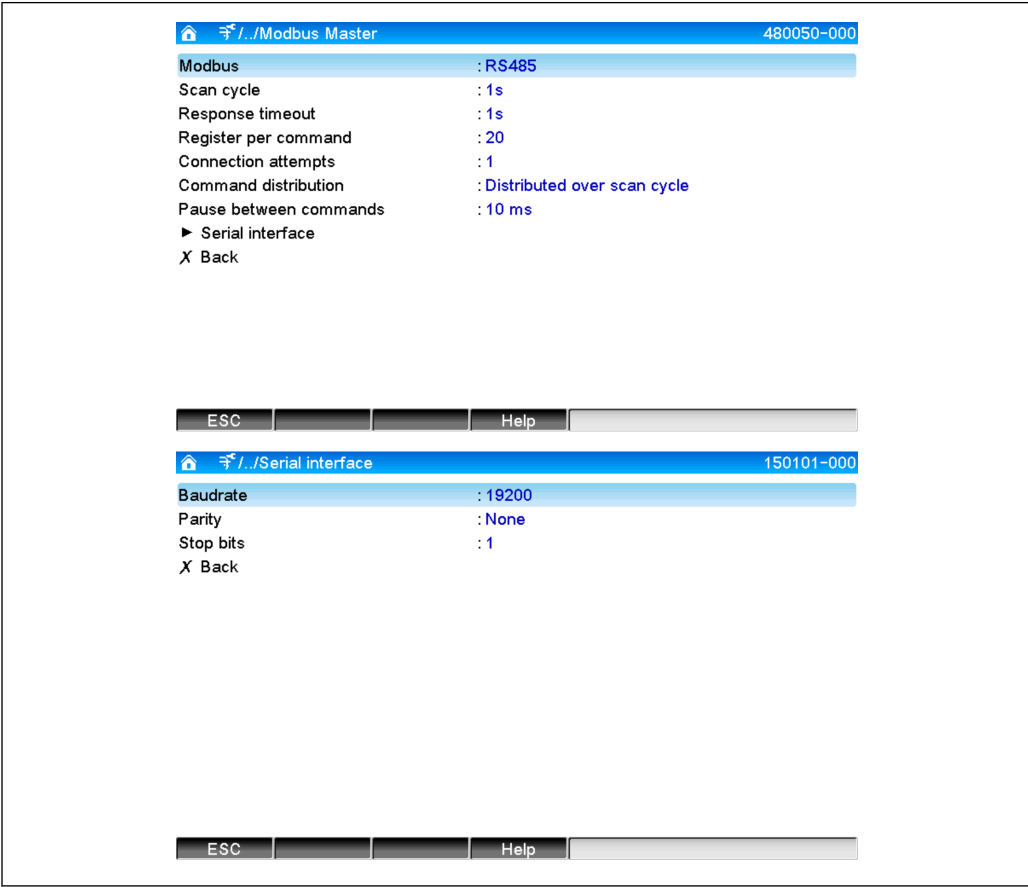 /../Modbus Master 480050-000
Modbus : RS485
Scan cycle : 1s
Response timeout : 1s
Register per command : 20
Connection attempts : 1
Command distribution : Distributed over scan cycle
Pause between commands : 10 ms
► Serial interface
X Back
ESC Help
/../Serial interface 150101-000
Baudrate : 19200
Parity : None
Stop bits : 1
X Back
ESC Help